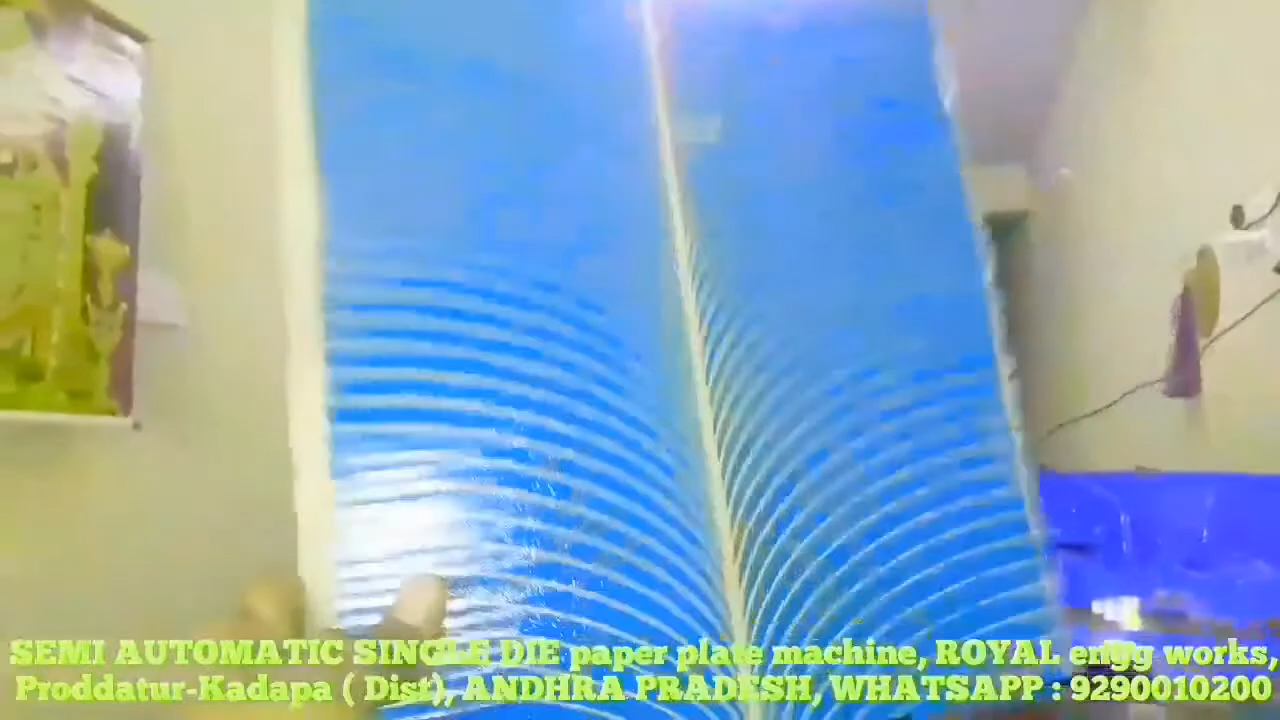 SEMI AUTOMATIC SINGLE DIE paper plate machine, ROYAL engg works,
Proddatur-Kadapa ( Dist), ANDHRA PRADESH, WHATSAPP : 9290010200